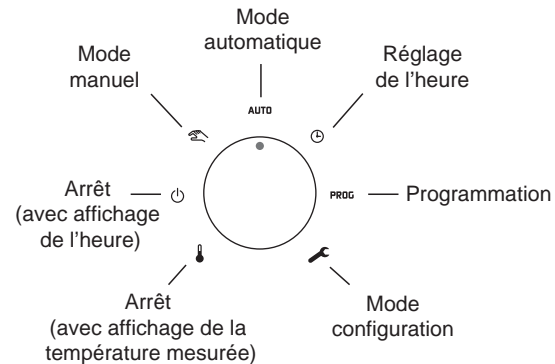 Mode
automatique
Mode
manuel
Réglage
de l'heure
AUTO
Arrêt
(avec affichage
de l'heure)
PROG
Programmation
Arrêt
(avec affichage de la
température mesurée)
Mode
configuration